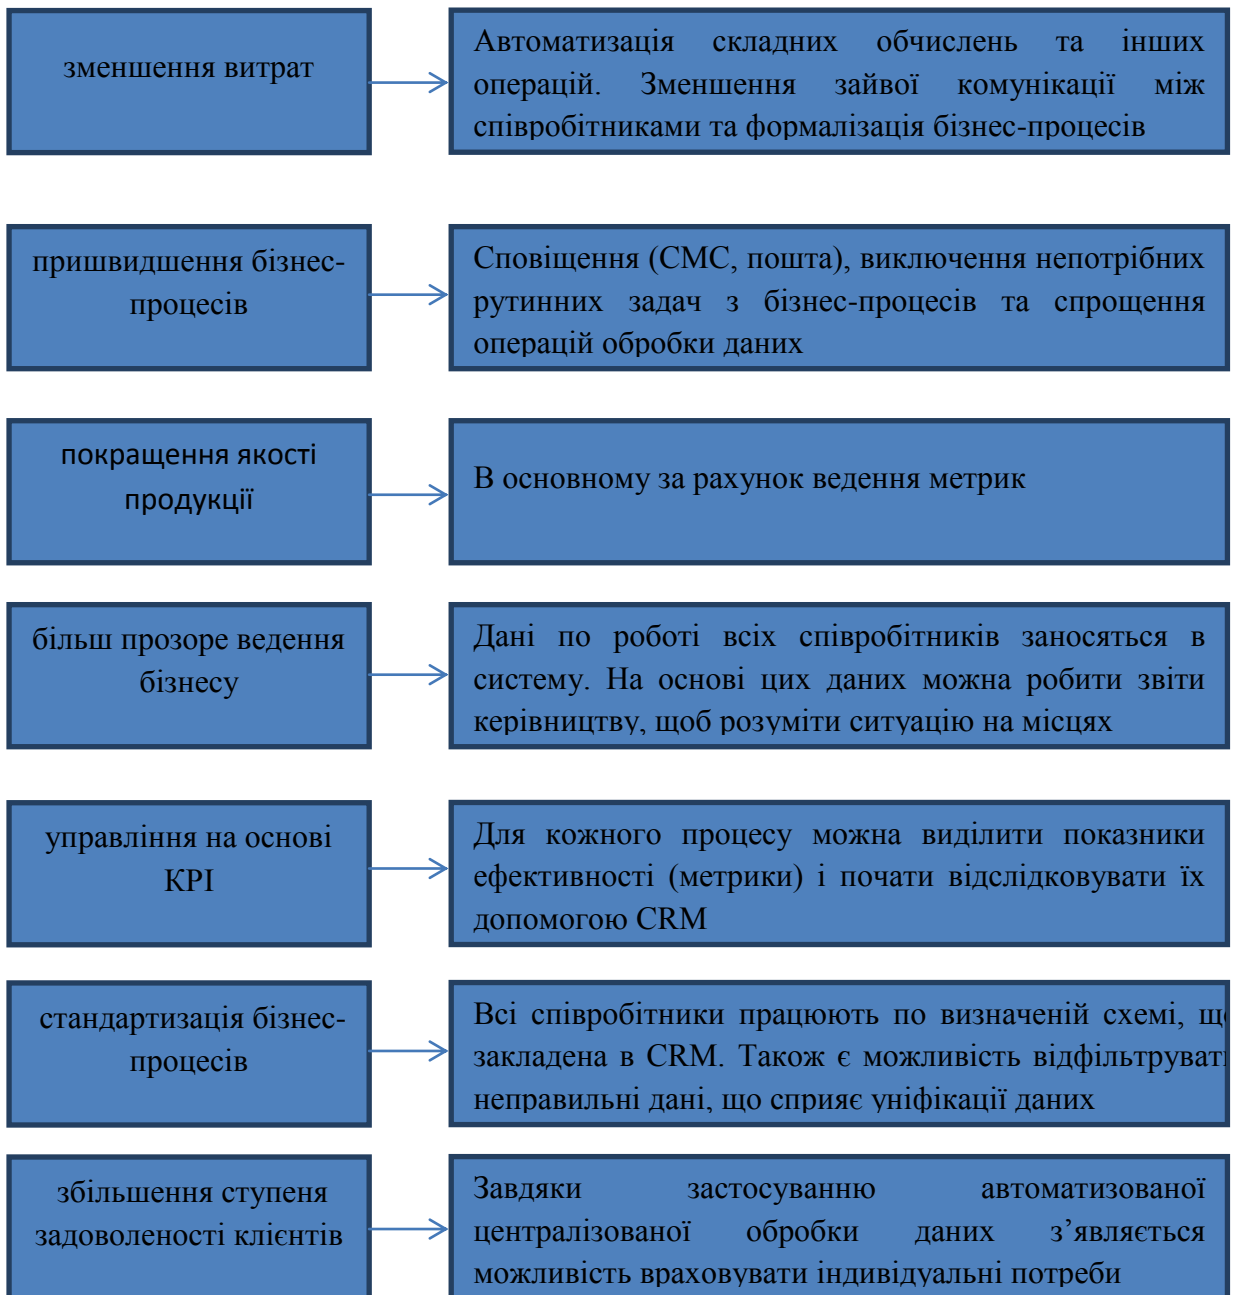 зменшення витрат
Автоматизація складних обчислень та інших
операцій. Зменшення зайвої комунікації між
співробітниками та формалізація бізнес-процесів
пришвидшення бізнес-
процесів
Сповіщення (СМС, пошта), виключення непотрібних
рутинних задач з бізнес-процесів та спрощення
операцій обробки даних
покращення якості
продукції
В основному за рахунок ведення метрик
більш прозоре ведення
бізнесу
Дані по роботі всіх співробітників заносяться в
систему. На основі цих даних можна робити звіти
керівництву, щоб розуміти ситуацію на місцях
управління на основі
КРІ
Для кожного процесу можна виділити показники
ефективності (метрики) і почати відслідковувати їх
допомогою CRM
стандартизація бізнес-
процесів
Всі співробітники працюють по визначеній схемі, що
закладена в CRM. Також є можливість відфільтрувати
неправильні дані, що сприяє уніфікації даних
збільшення ступеня
задоволеності клієнтів
Завдяки застосуванню автоматизованої
централізованої обробки даних з’являється
можливість враховувати індивідуальні потреби